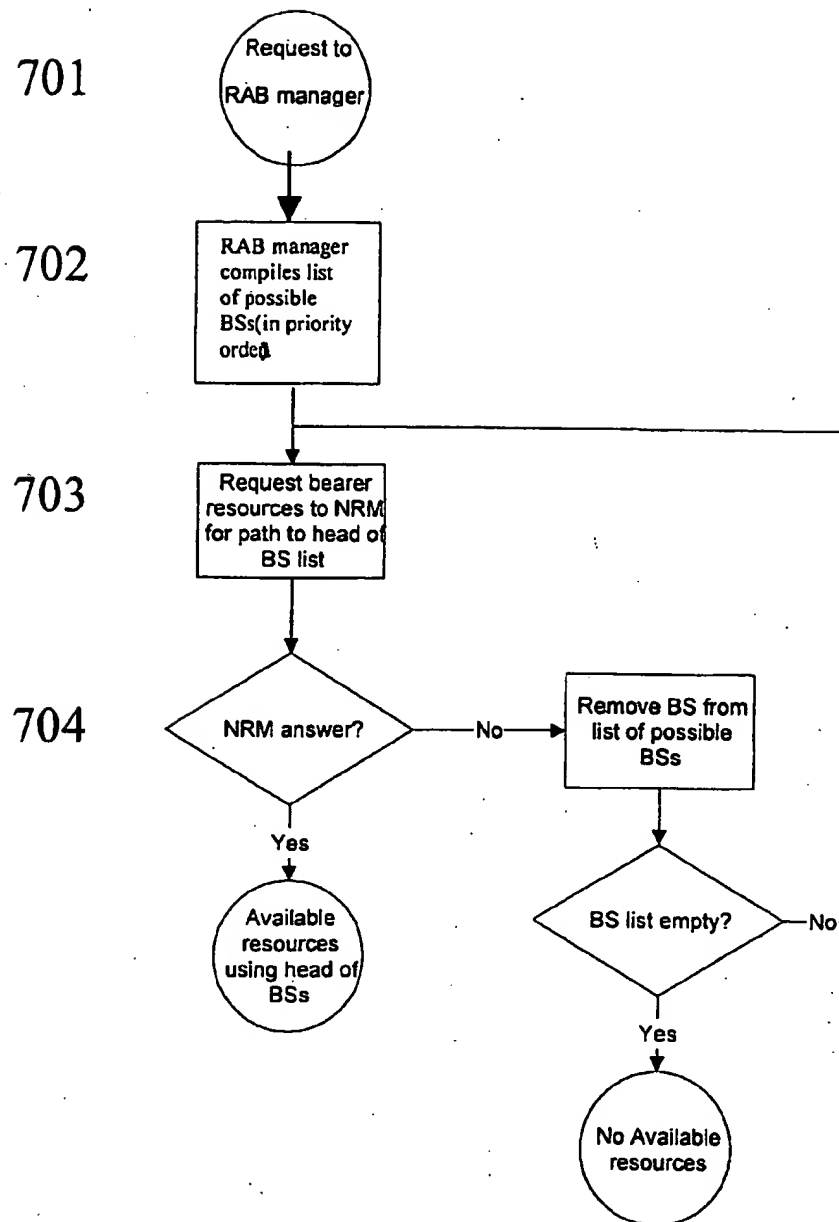 701
Request to
RAB manager
702
RAB manager
compiles list
of possible
BSs(in priority
order
703
Request bearer
resources to NRM
for path to head of
BS list
704
NRM answer?
No
Remove BS from
list of possible
BSs
Yes
Available
resources
using head of
BSs
BS list empty?
No
Yes
No Available
resources